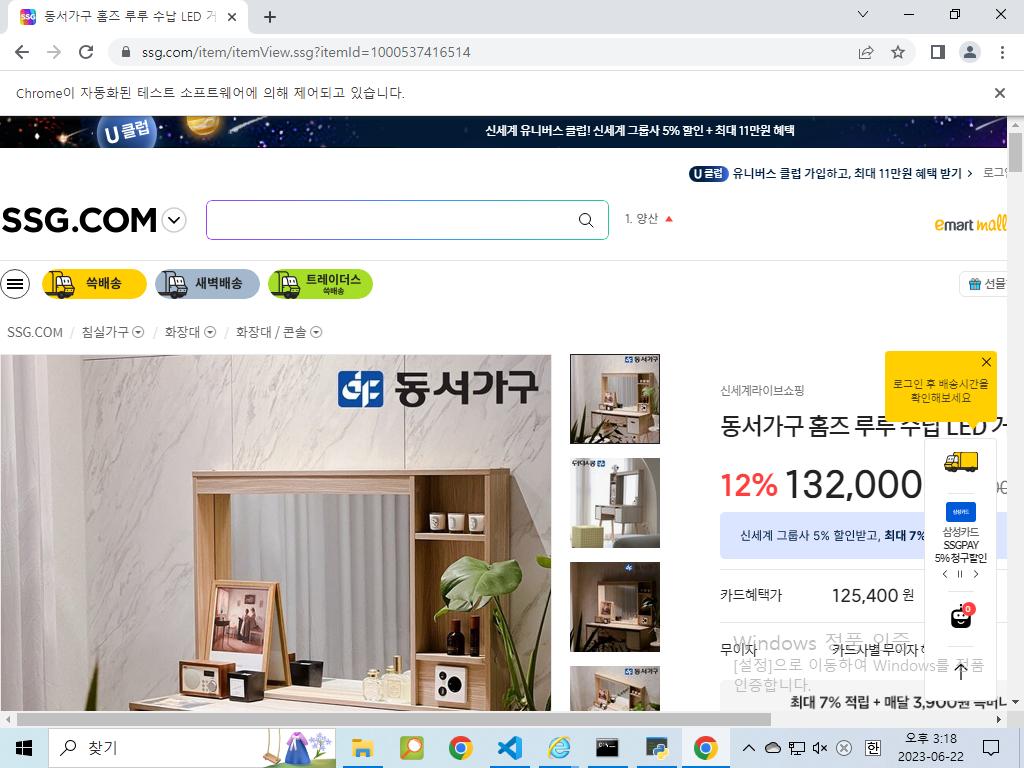 동서가구 홈즈 루루 수납 LED 거
ssg.com/item/itemView.ssg?itemId=1000537416514
Chrome이 자동화된 테스트 소프트웨어에 의해 제어되고 있습니다.
U클럽
신세계 유니버스 클럽! 신세계 그룹사 5% 할인 + 최대 11만원 혜택
U클럽 유니버스 클럽 가입하고, 최대 11만원 혜택 받기 > 로그인
SSG.COM
1. 양산
emart mall
쓱배송
새벽배송
트레이더스
쓱배송
선물
SSG.COM / 침실가구 / 화장대 / 화장대 / 콘솔
동서가구
로그인 후 배송시간을
확인해보세요
신세계라이브쇼핑
동서가구 홈즈 루루 수납 LED 거
12% 132,000
신세계 그룹사 5% 할인받고, 최대 7%
삼성카드
삼성카드
SSGPAY
5% 청구할인
카드혜택가 125,400 원
0
무이자 카드사별 무이자
최대 7% 적립 + 매달 3,900원 쓱머니
Windows 정품 인증
[설정]으로 이동하여 Windows를 정품
인증합니다.
찾기
한
오후 3:18
2023-06-22